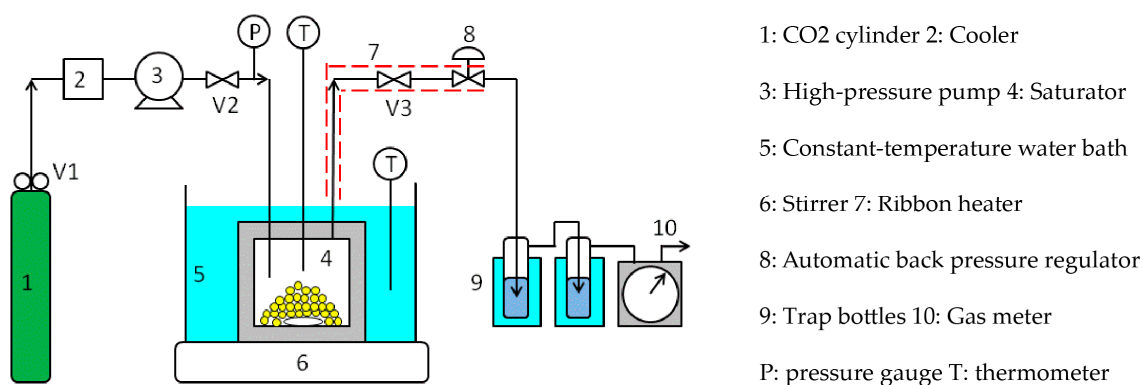 P
T
8
7
2
3
V2
V3
V1
T
1
5
4
9
10
6
1: CO2 cylinder 2: Cooler
3: High-pressure pump 4: Saturator
5: Constant-temperature water bath
6: Stirrer 7: Ribbon heater
8: Automatic back pressure regulator
9: Trap bottles 10: Gas meter
P: pressure gauge T: thermometer